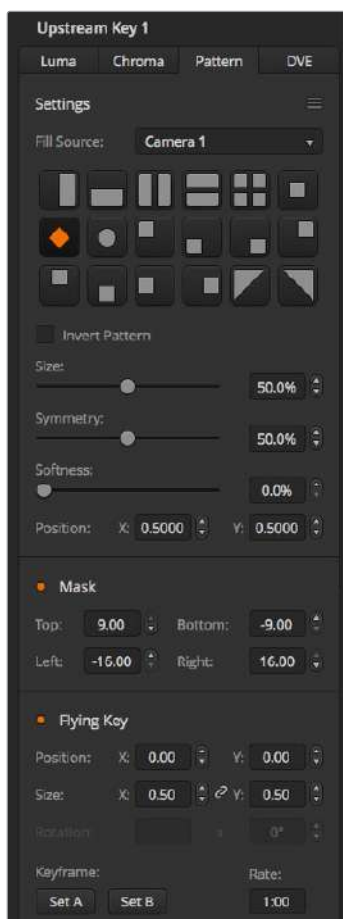 Upstream Key 1
Luma Chroma Pattern DVE
Settings
Fill Source: Camera 1
Invert Pattern
Size:
50.0%
Symmetry:
50.0%
Softness:
0.0%
Position: X: 0.5000 Y: 0.5000
Mask
Top: 9.00 Bottom: -9.00
Left: -16.00 Right: 16.00
Flying Key
Position: X: 0.00 Y: 0.00
Size: X: 0.50 Y: 0.50
Rotation: 0°
Keyframe: Rate:
Set A Set B 1:00